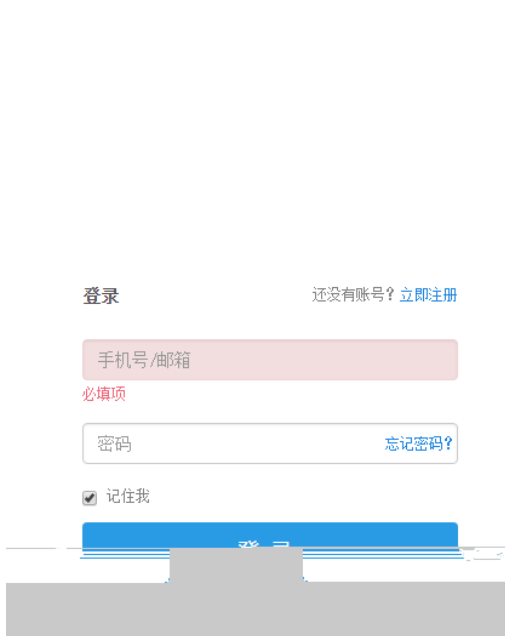 登录 还没有账号？立即注册
手机号/邮箱
必填项
密码 忘记密码？
记住我